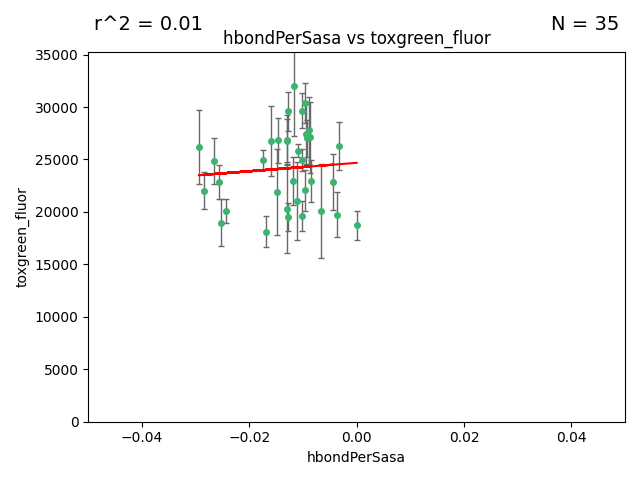 r^2 = 0.01
N = 35
hbondPerSasa vs toxgreen_fluor
35000
30000
25000
20000
15000
10000
5000
0
toxgreen_fluor
−0.04
−0.02
0.00
0.02
0.04
hbondPerSasa